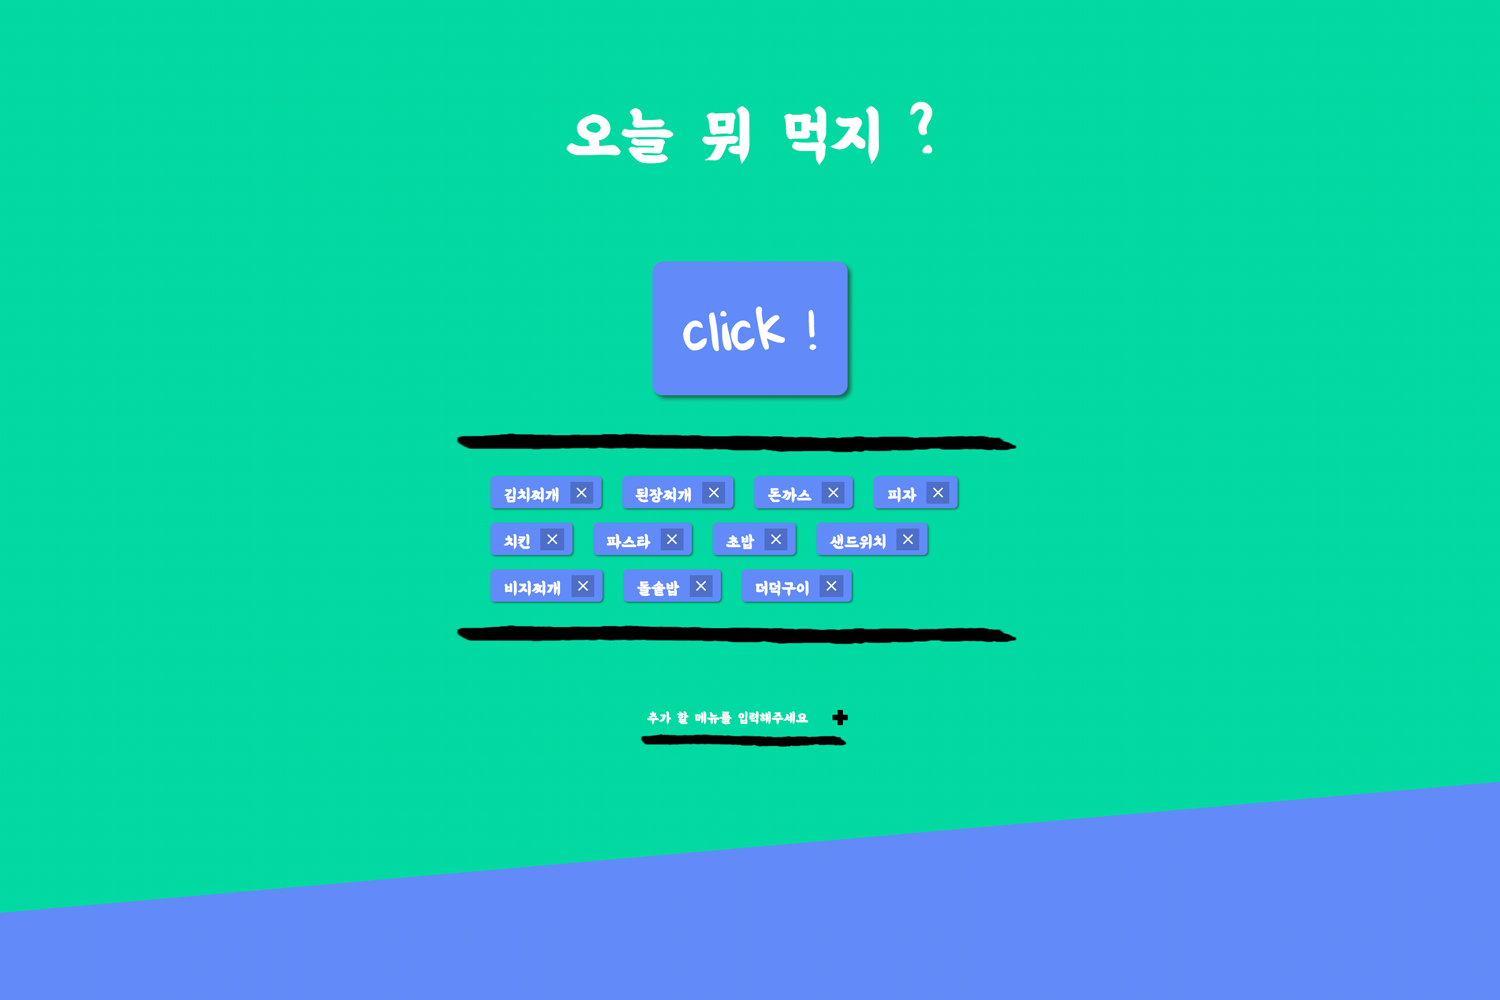 오늘 뭐 먹지 ?
click !
김치찌개 된장찌개 돈까스 피자
치킨 파스타 초밥 샌드위치
비지찌개 돌솥밥 더덕구이
추가 할 메뉴를 입력해주세요